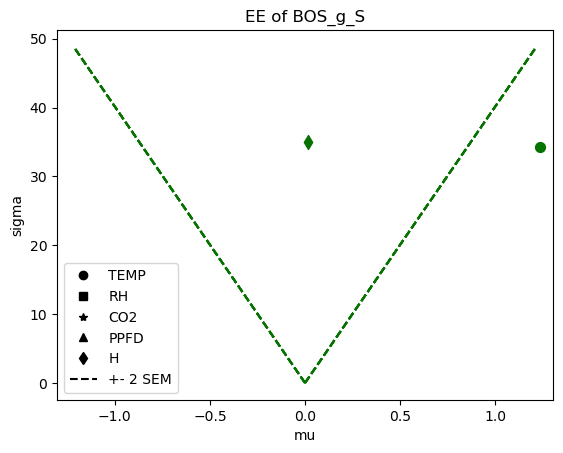 EE of BOS_g_S
50
40
30
20
10
0
sigma
TEMP
RH
CO2
PPFD
H
+- 2 SEM
−1.0
−0.5
0.0
0.5
1.0
mu